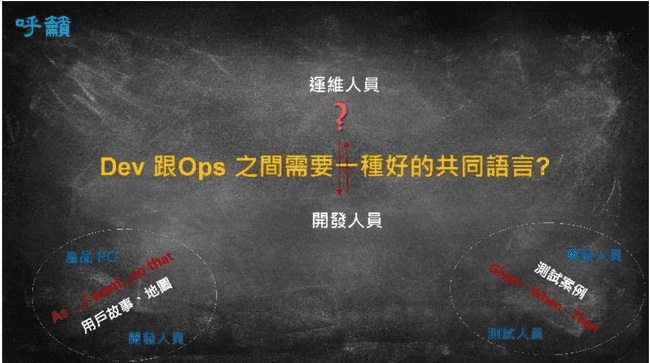 呼籲
運維人員
?
Dev 跟Ops 之間需要一種好的共同語言?
開發人員
產品 PO
As ..I want..so that
用戶故事、地圖
開發人員
開發人員
測試案例
Given.. When.. Then
測試人員